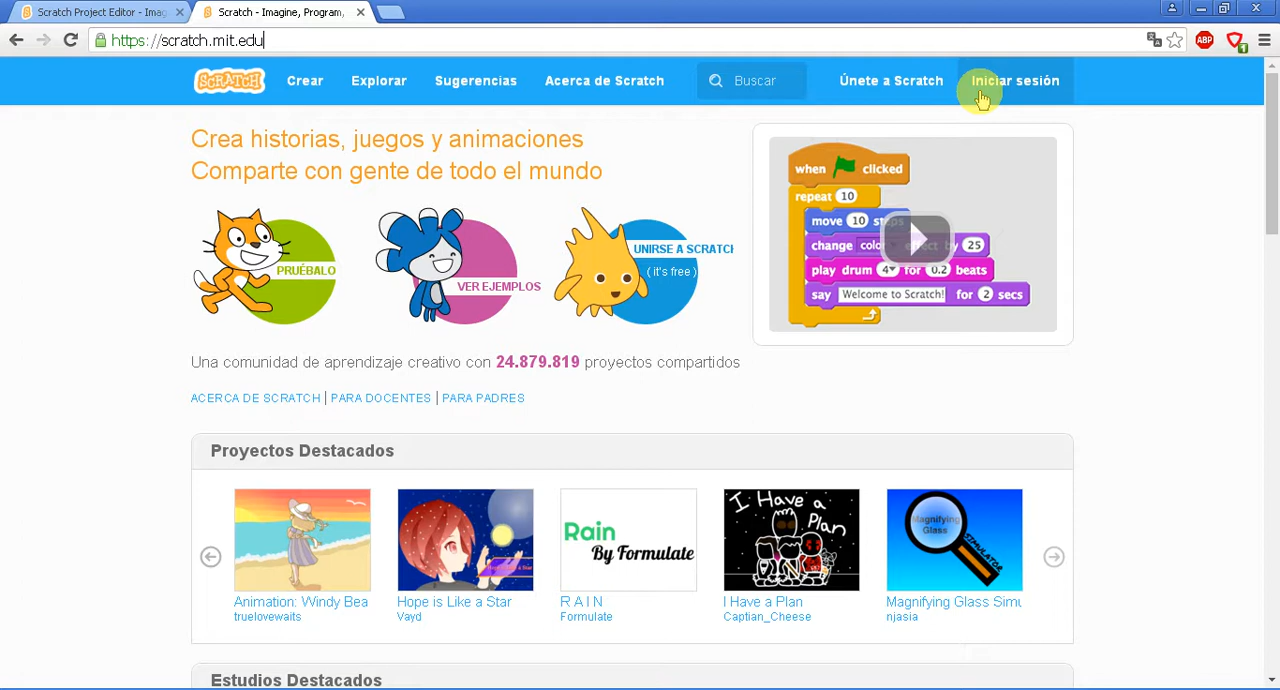 Scratch Project Editor - Imag
Scratch - Imagine, Program,
https://scratch.mit.edu
ABP
1
SCRATCH
Crear
Explorar
Sugerencias
Acerca de Scratch
Buscar
Únete a Scratch
Iniciar sesión
Crea historias, juegos y animaciones
Comparte con gente de todo el mundo
PRUÉBALO
VER EJEMPLOS
UNIRSE A SCRATCH
( it's free )
when clicked
repeat 10
move 10 steps
change color effect by 25
play drum 4 for 0.2 beats
say Welcome to Scratch! for 2 secs
Una comunidad de aprendizaje creativo con 24.879.819 proyectos compartidos
ACERCA DE SCRATCH | PARA DOCENTES | PARA PADRES
Proyectos Destacados
Rain
By Formulate
I Have a
Plan
Magnifying
Glass
SIMULATOR
Animation: Windy Bea
truelovewaits
Hope is Like a Star
Vayd
R A I N
Formulate
I Have a Plan
Captian_Cheese
Magnifying Glass Simu
njasia
Estudios Destacados